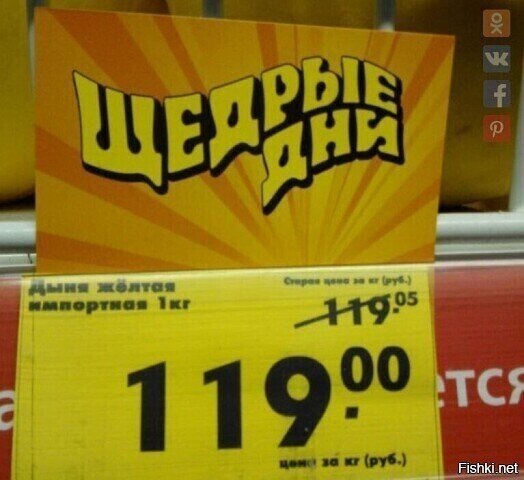 ЩЕДРЫЕ
ДНИ
Дыня жёлтая
импортная 1кг
Старая цена за кг (руб.)
119.05
119.00
цена за кг (руб.)
ется
Fishki.net